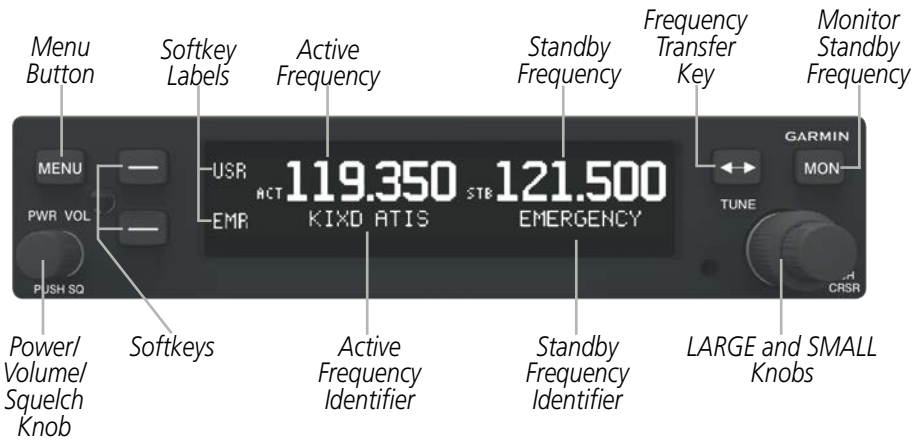 Menu
Button
Softkey
Labels
Active
Frequency
Standby
Frequency
Frequency
Transfer
Key
Monitor
Standby
Frequency
GARMIN
MENU
USR
ACT 119.350
STB 121.500
MON
EMR
KIXD ATIS
EMERGENCY
TUNE
PWR VOL
PUSH SQ
CRSR
Power/
Volume/
Squelch
Knob
Softkeys
Active
Frequency
Identifier
Standby
Frequency
Identifier
LARGE and SMALL
Knobs